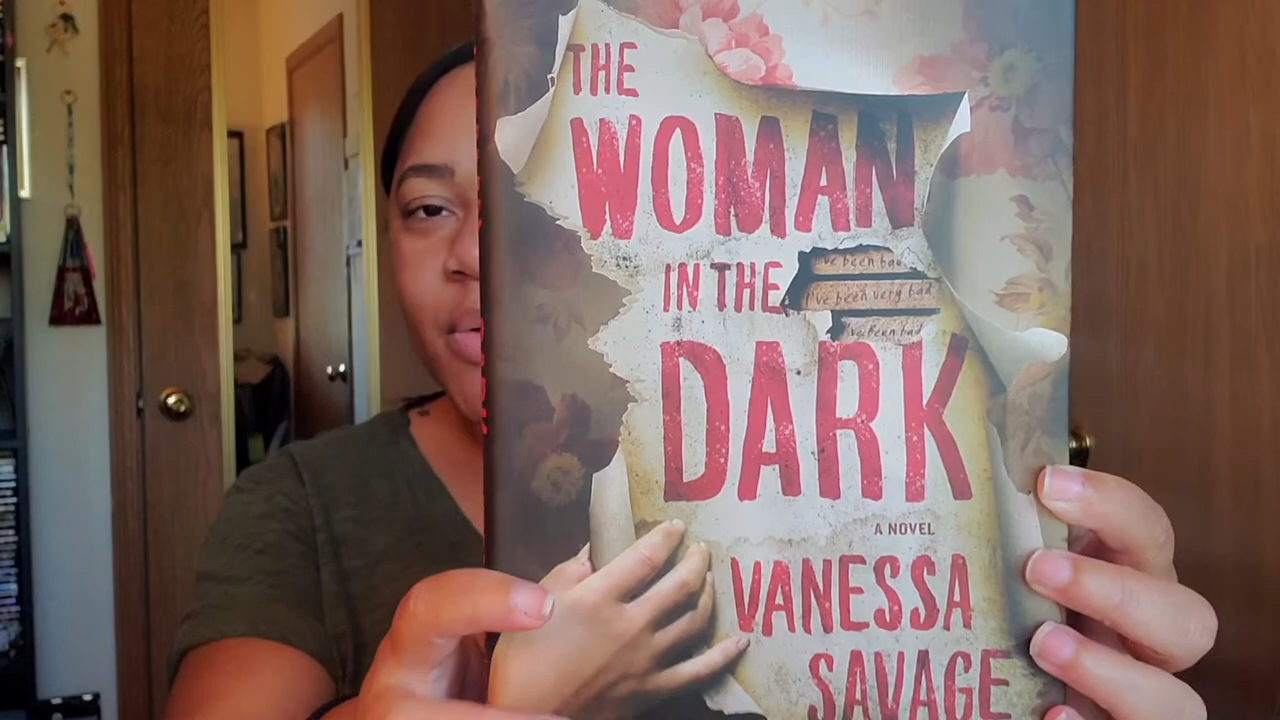 THE
WOMAN
IN THE
I've been bad
I've been very bad
I've been bad
DARK
A NOVEL
VANESSA
SAVAGE